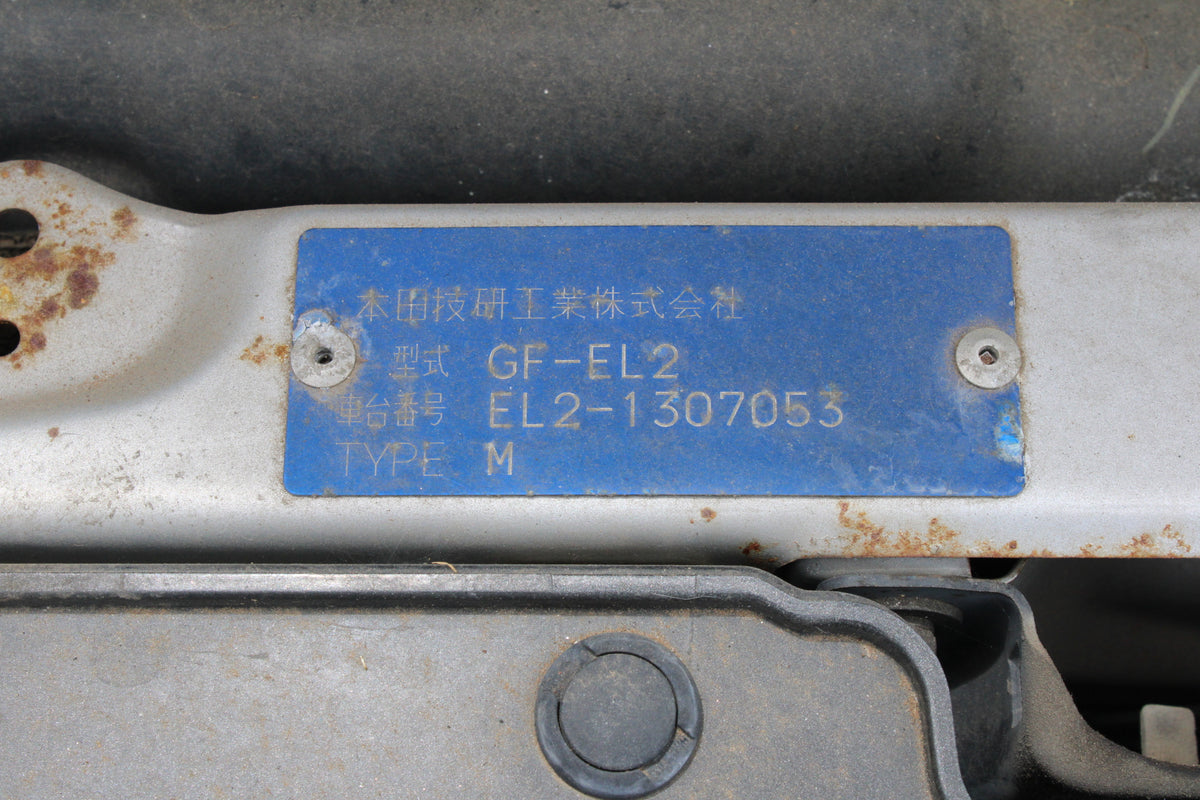 本田技研工業株式会社
型式 GF-EL2
車台番号 EL2-1307053
TYPE M